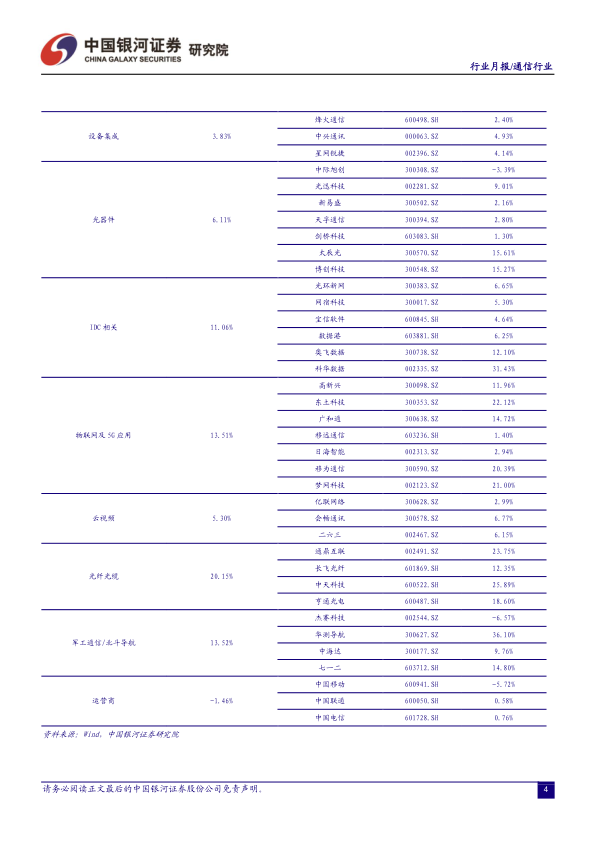 中国银河证券 研究院
CHINA GALAXY SECURITIES
行业月报/通信行业
烽火通信 600498.SH 2.40%
设备集成 3.83% 中兴通讯 000063.SZ 4.93%
星网锐捷 002396.SZ 4.14%
中际旭创 300308.SZ -3.39%
光迅科技 002281.SZ 9.01%
新易盛 300502.SZ 2.16%
光器件 6.11% 天孚通信 300394.SZ 2.80%
剑桥科技 603083.SH 1.30%
太辰光 300570.SZ 15.61%
博创科技 300548.SZ 15.27%
光环新网 300383.SZ 6.65%
网宿科技 300017.SZ 5.30%
宝信软件 600845.SH 4.64%
IDC 相关 11.06% 数据港 603881.SH 6.25%
奥飞数据 300738.SZ 12.10%
科华数据 002335.SZ 31.43%
高新兴 300098.SZ 11.96%
东土科技 300353.SZ 22.12%
广和通 300638.SZ 14.72%
物联网及 5G 应用 13.51% 移远通信 603236.SH 1.40%
日海智能 002313.SZ 2.94%
移为通信 300590.SZ 20.39%
梦网科技 002123.SZ 21.00%
亿联网络 300628.SZ 2.99%
云视频 5.30% 会畅通讯 300578.SZ 6.77%
二六三 002467.SZ 6.15%
通鼎互联 002491.SZ 23.75%
长飞光纤 601869.SH 12.35%
光纤光缆 20.15% 中天科技 600522.SH 25.89%
亨通光电 600487.SH 18.60%
杰赛科技 002544.SZ -6.57%
华测导航 300627.SZ 36.10%
军工通信/北斗导航 13.52% 中海达 300177.SZ 9.76%
七一二 603712.SH 14.80%
中国移动 600941.SH -5.72%
运营商 -1.46% 中国联通 600050.SH 0.58%
中国电信 601728.SH 0.76%
资料来源：Wind，中国银河证券研究院
请务必阅读正文最后的中国银河证券股份公司免责声明。
4